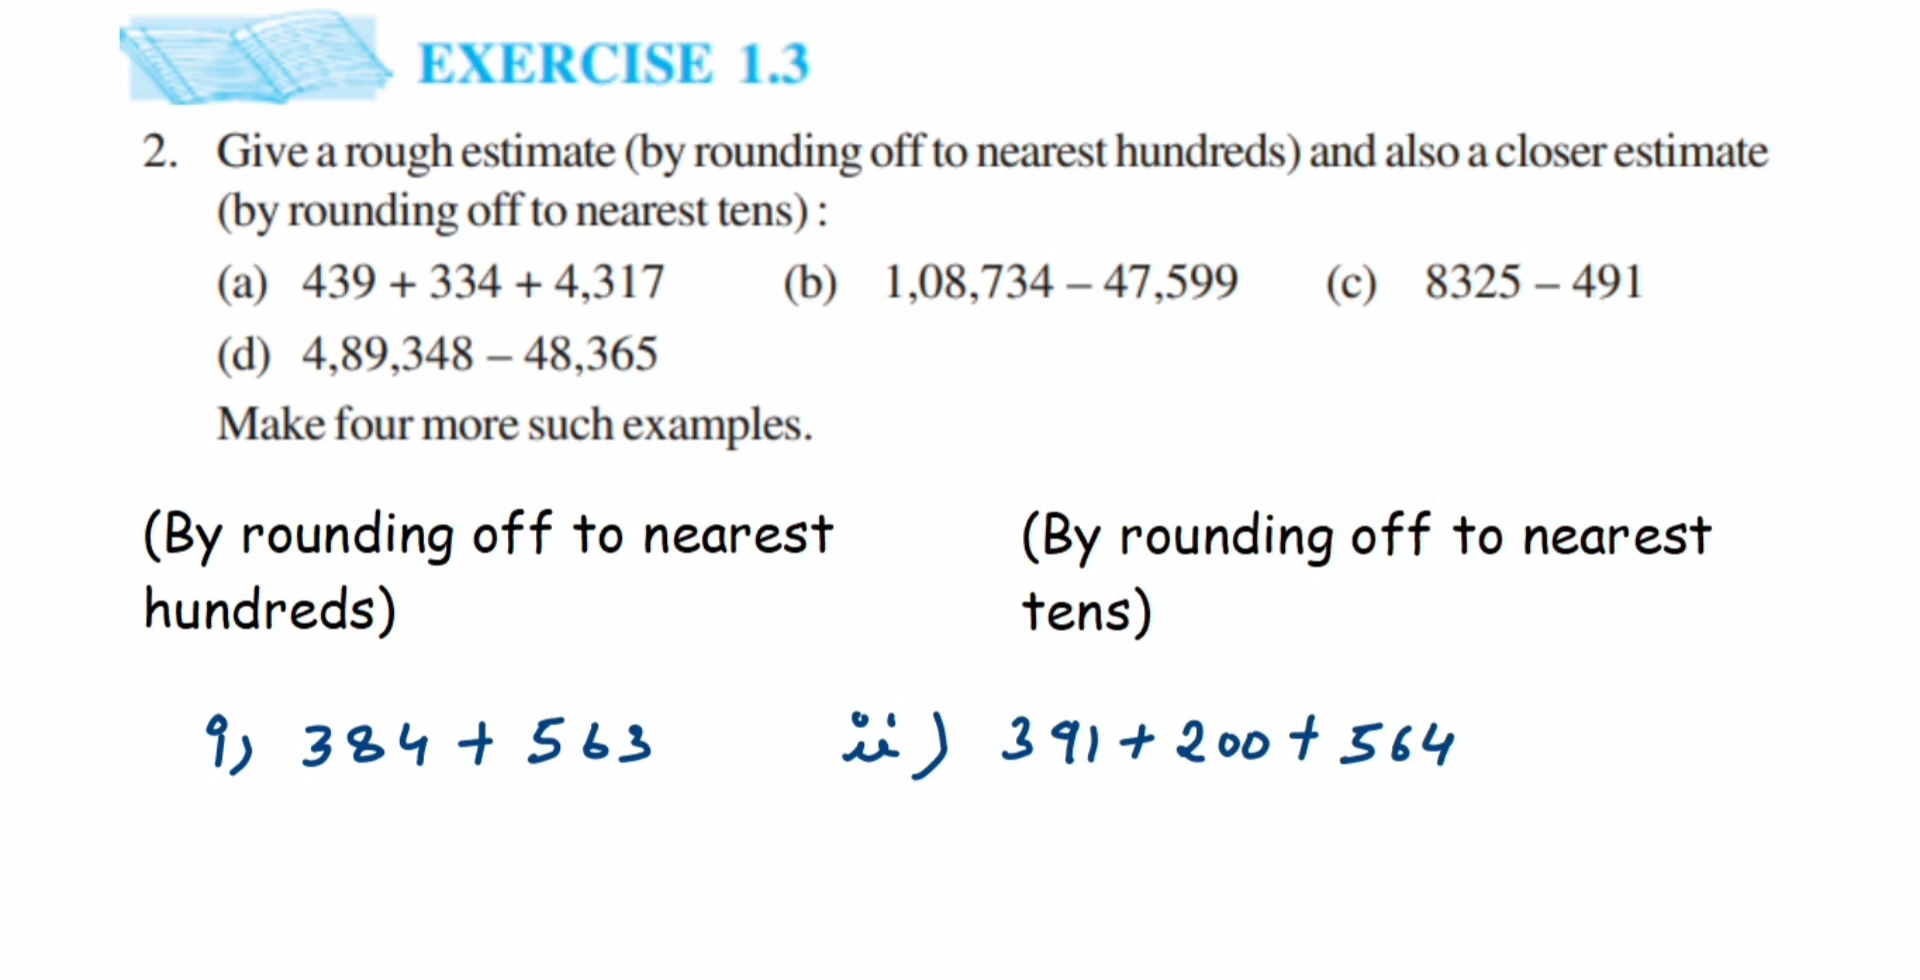 EXERCISE 1.3
2. Give a rough estimate (by rounding off to nearest hundreds) and also a closer estimate
(by rounding off to nearest tens) :
(a) 439 + 334 + 4,317 (b) 1,08,734 – 47,599 (c) 8325 – 491
(d) 4,89,348 – 48,365
Make four more such examples.
(By rounding off to nearest
hundreds)
(By rounding off to nearest
tens)
i) 384 + 563
ii) 391 + 200 + 564